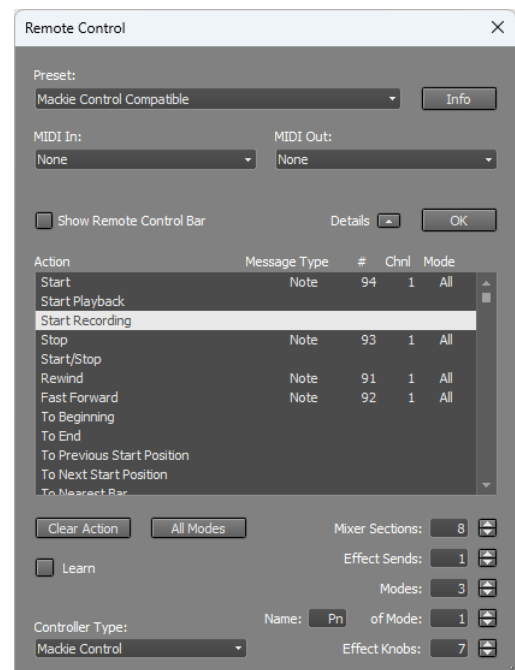 Remote Control
Preset:
Mackie Control Compatible
Info
MIDI In: MIDI Out:
None None
Show Remote Control Bar Details OK
Action Message Type # Chnl Mode
Start Note 94 1 All
Start Playback
Start Recording
Stop Note 93 1 All
Start/Stop
Rewind Note 91 1 All
Fast Forward Note 92 1 All
To Beginning
To End
To Previous Start Position
To Next Start Position
To Nearest Bar
Clear Action All Modes Mixer Sections: 8
Learn Effect Sends: 1
Modes: 3
Name: Pn of Mode: 1
Controller Type:
Mackie Control Effect Knobs: 7